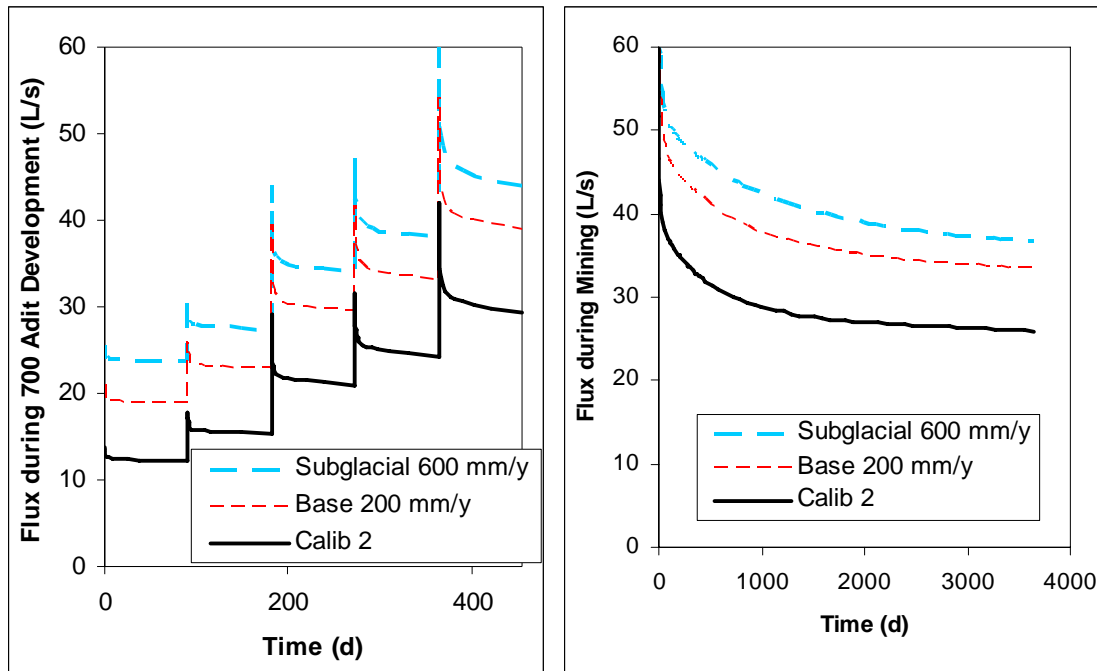 Flux during 700 Adit Development (L/s)
60
50
40
30
20
10
0
0
200
400
Time (d)
Subglacial 600 mm/y
Base 200 mm/y
Calib 2
Flux during Mining (L/s)
60
50
40
30
20
10
0
0
1000
2000
3000
4000
Time (d)
Subglacial 600 mm/y
Base 200 mm/y
Calib 2